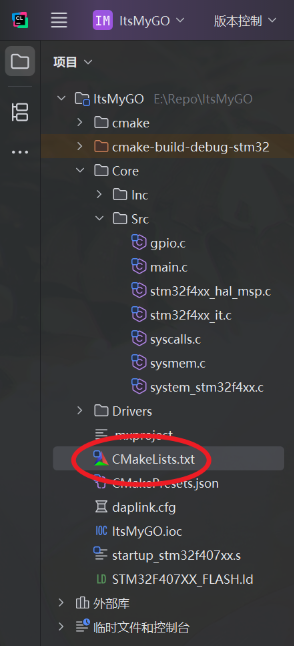 CL IM ItsMyGO 版本控制
项目
ItsMyGO E:\Repo\ItsMyGO
cmake
cmake-build-debug-stm32
Core
Inc
Src
gpio.c
main.c
stm32f4xx_hal_msp.c
stm32f4xx_it.c
syscalls.c
sysmem.c
system_stm32f4xx.c
Drivers
.mxproject
CMakeLists.txt
CMakePresets.json
daplink.cfg
IOC ItsMyGO.ioc
startup_stm32f407xx.s
LD STM32F407XX_FLASH.ld
外部库
临时文件和控制台